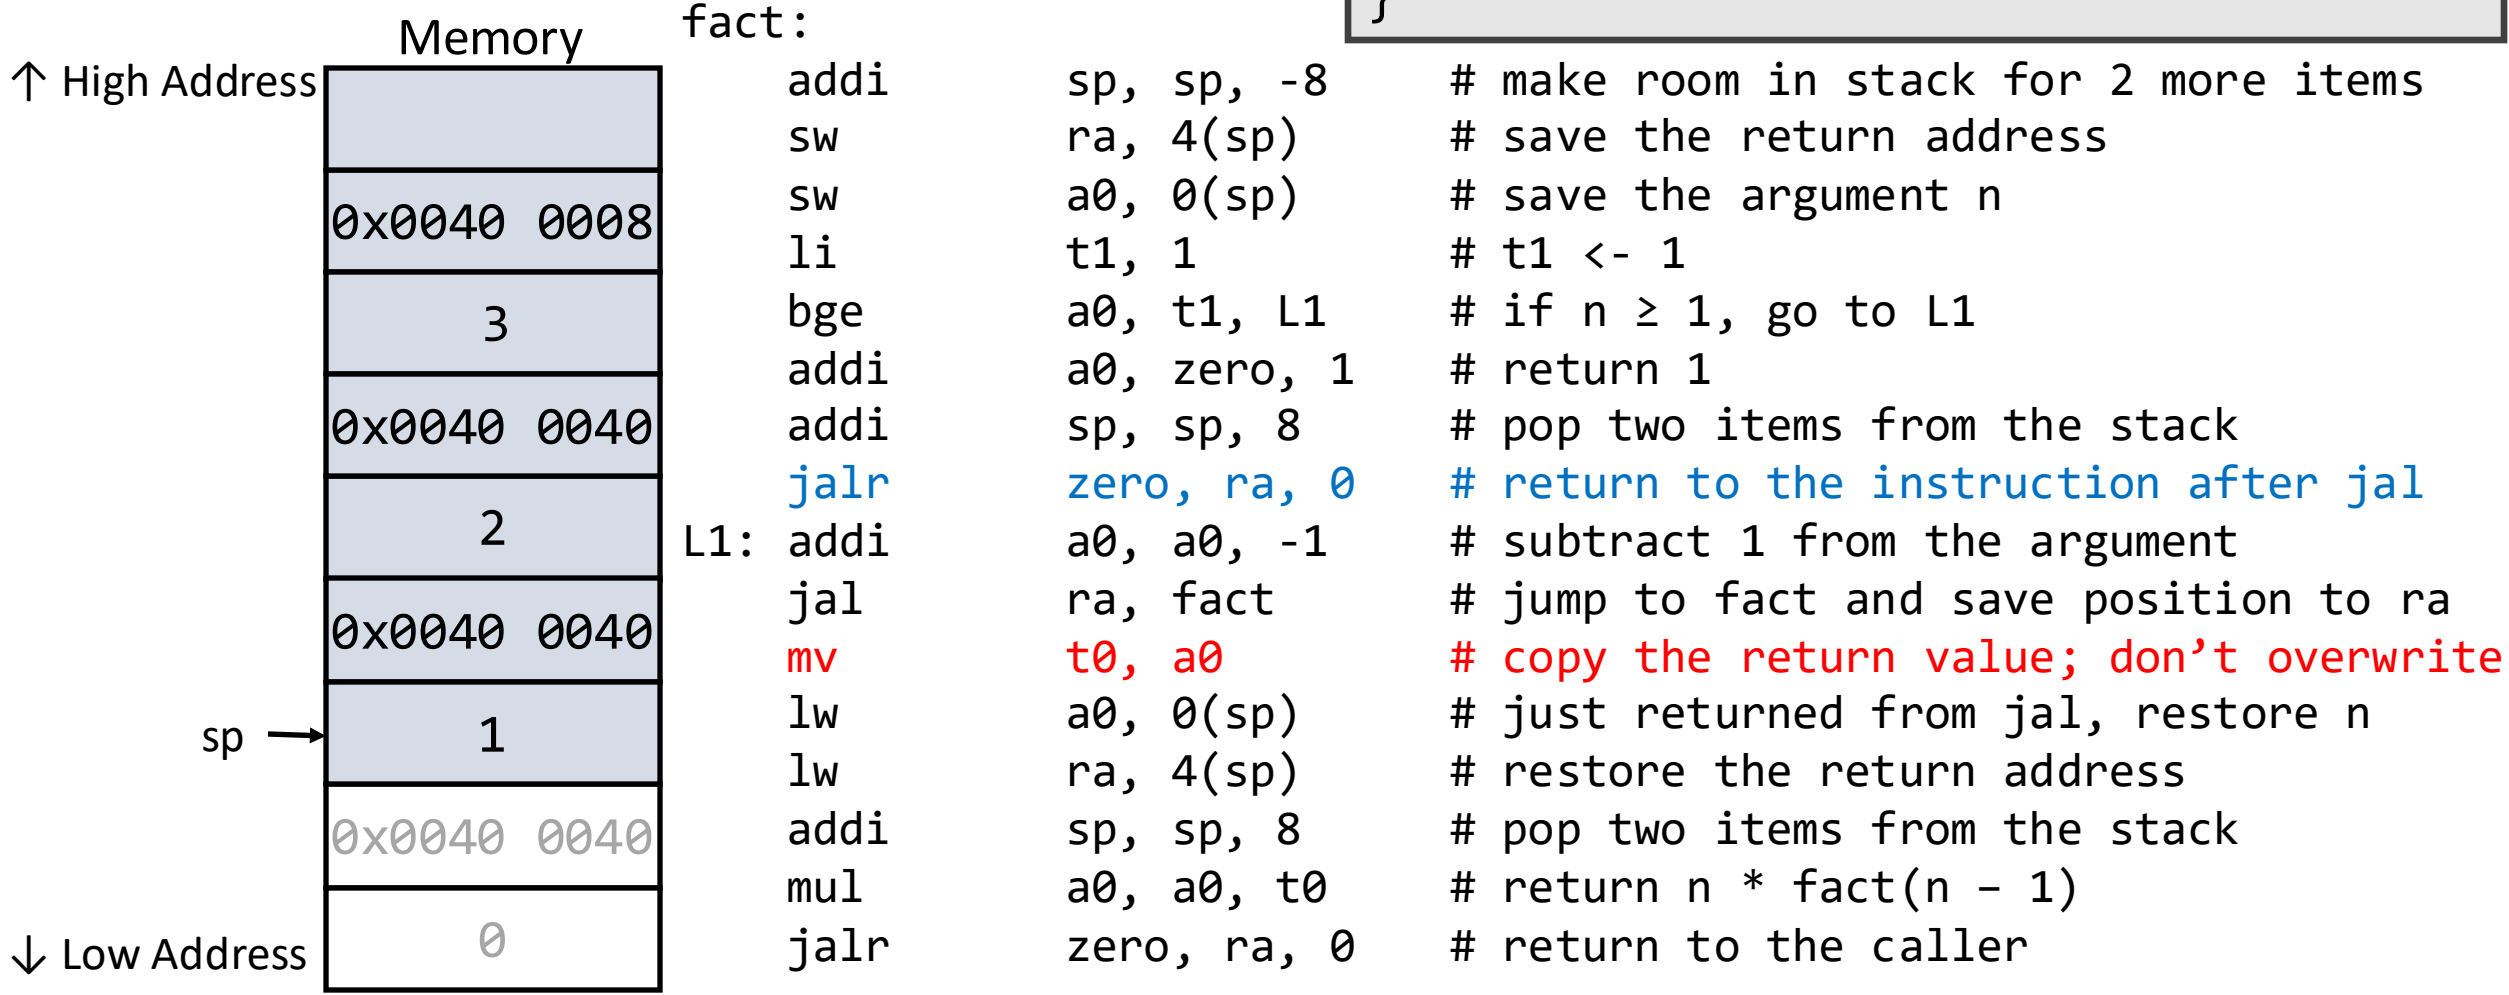 }
fact:
Memory
↑ High Address
0x0040 0008
3
0x0040 0040
2
0x0040 0040
sp → 1
0x0040 0040
0
↓ Low Address
addi sp, sp, -8 # make room in stack for 2 more items
sw ra, 4(sp) # save the return address
sw a0, 0(sp) # save the argument n
li t1, 1 # t1 <- 1
bge a0, t1, L1 # if n ≥ 1, go to L1
addi a0, zero, 1 # return 1
addi sp, sp, 8 # pop two items from the stack
jalr zero, ra, 0 # return to the instruction after jal
L1: addi a0, a0, -1 # subtract 1 from the argument
jal ra, fact # jump to fact and save position to ra
mv t0, a0 # copy the return value; don’t overwrite
lw a0, 0(sp) # just returned from jal, restore n
lw ra, 4(sp) # restore the return address
addi sp, sp, 8 # pop two items from the stack
mul a0, a0, t0 # return n * fact(n – 1)
jalr zero, ra, 0 # return to the caller